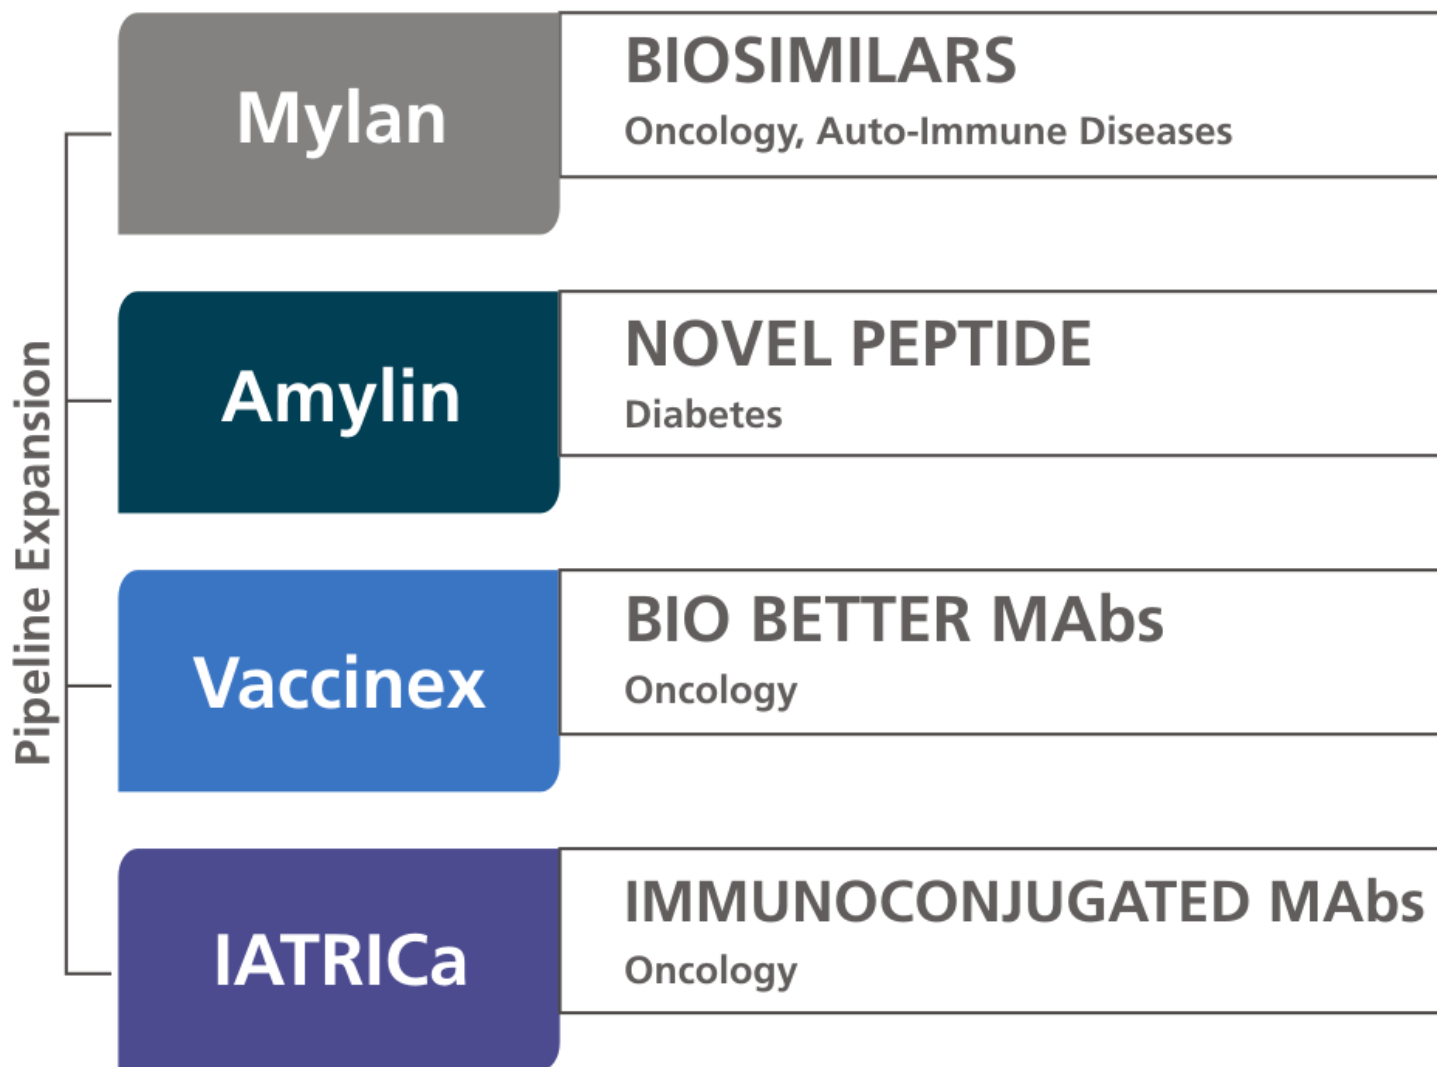 Pipeline Expansion
Mylan
BIOSIMILARS
Oncology, Auto-Immune Diseases
Amylin
NOVEL PEPTIDE
Diabetes
Vaccinex
BIO BETTER MAbs
Oncology
IATRICa
IMMUNOCONJUGATED MAbs
Oncology